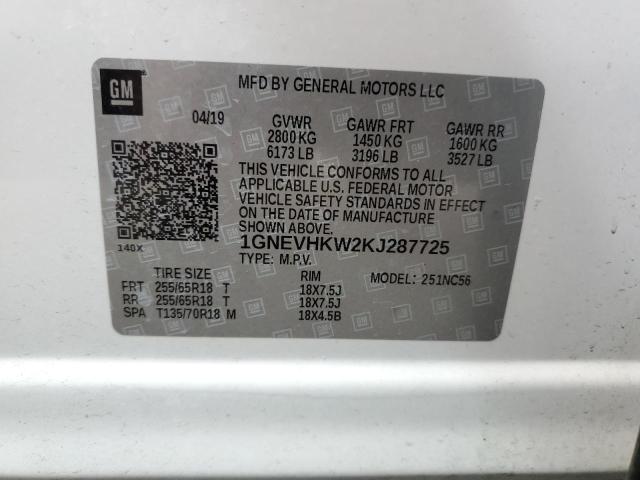 GM
MFD BY GENERAL MOTORS LLC
04/19 GVWR GAWR FRT GAWR RR
2800 KG 1450 KG 1600 KG
6173 LB 3196 LB 3527 LB
THIS VEHICLE CONFORMS TO ALL
APPLICABLE U.S. FEDERAL MOTOR
VEHICLE SAFETY STANDARDS IN EFFECT
ON THE DATE OF MANUFACTURE
SHOWN ABOVE.
1GNEVHKW2KJ287725
140X
TYPE: M.P.V.
MODEL: 251NC56
TIRE SIZE RIM
FRT 255/65R18 T 18X7.5J
RR 255/65R18 T 18X7.5J
SPA T135/70R18 M 18X4.5B